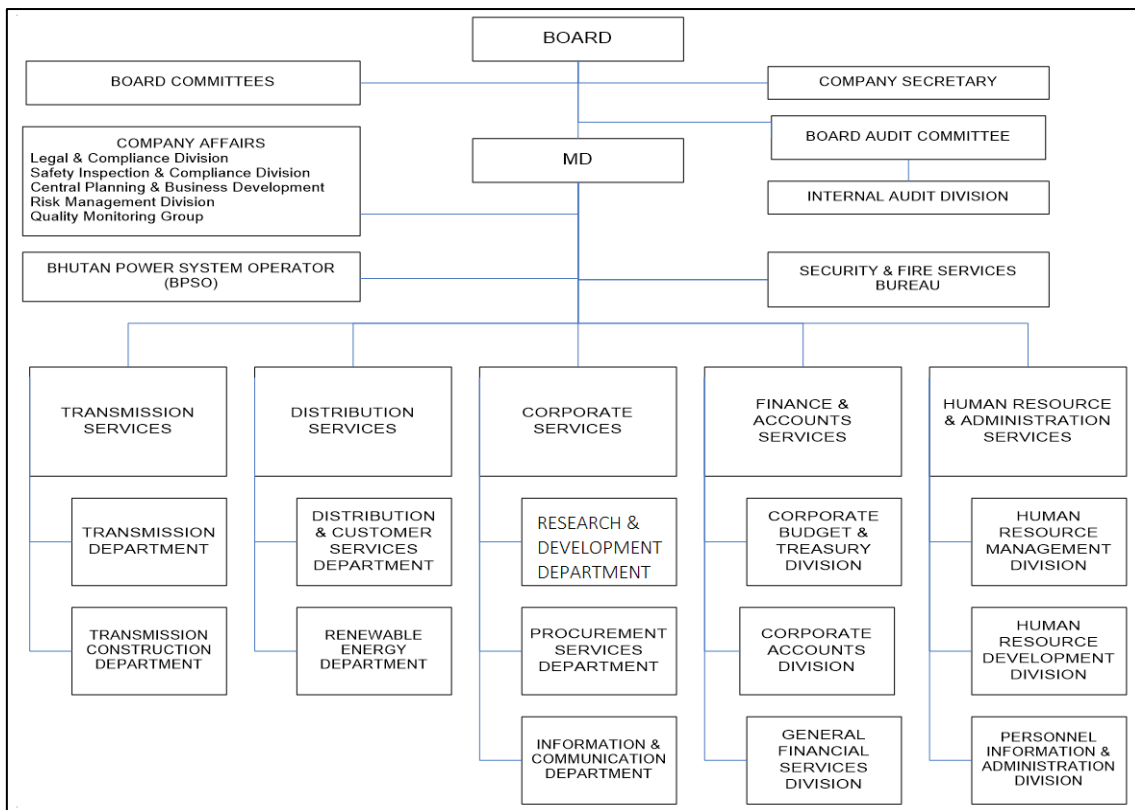 BOARD
BOARD COMMITTEES
COMPANY SECRETARY
COMPANY AFFAIRS
Legal & Compliance Division
Safety Inspection & Compliance Division
Central Planning & Business Development
Risk Management Division
Quality Monitoring Group
MD
BOARD AUDIT COMMITTEE
INTERNAL AUDIT DIVISION
BHUTAN POWER SYSTEM OPERATOR
(BPSO)
SECURITY & FIRE SERVICES
BUREAU
TRANSMISSION
SERVICES
DISTRIBUTION
SERVICES
CORPORATE
SERVICES
FINANCE &
ACCOUNTS
SERVICES
HUMAN RESOURCE
& ADMINISTRATION
SERVICES
TRANSMISSION
DEPARTMENT
DISTRIBUTION
& CUSTOMER
SERVICES
DEPARTMENT
RESEARCH &
DEVELOPMENT
DEPARTMENT
CORPORATE
BUDGET &
TREASURY
DIVISION
HUMAN
RESOURCE
MANAGEMENT
DIVISION
TRANSMISSION
CONSTRUCTION
DEPARTMENT
RENEWABLE
ENERGY
DEPARTMENT
PROCUREMENT
SERVICES
DEPARTMENT
CORPORATE
ACCOUNTS
DIVISION
HUMAN
RESOURCE
DEVELOPMENT
DIVISION
INFORMATION &
COMMUNICATION
DEPARTMENT
GENERAL
FINANCIAL
SERVICES
DIVISION
PERSONNEL
INFORMATION &
ADMINISTRATION
DIVISION